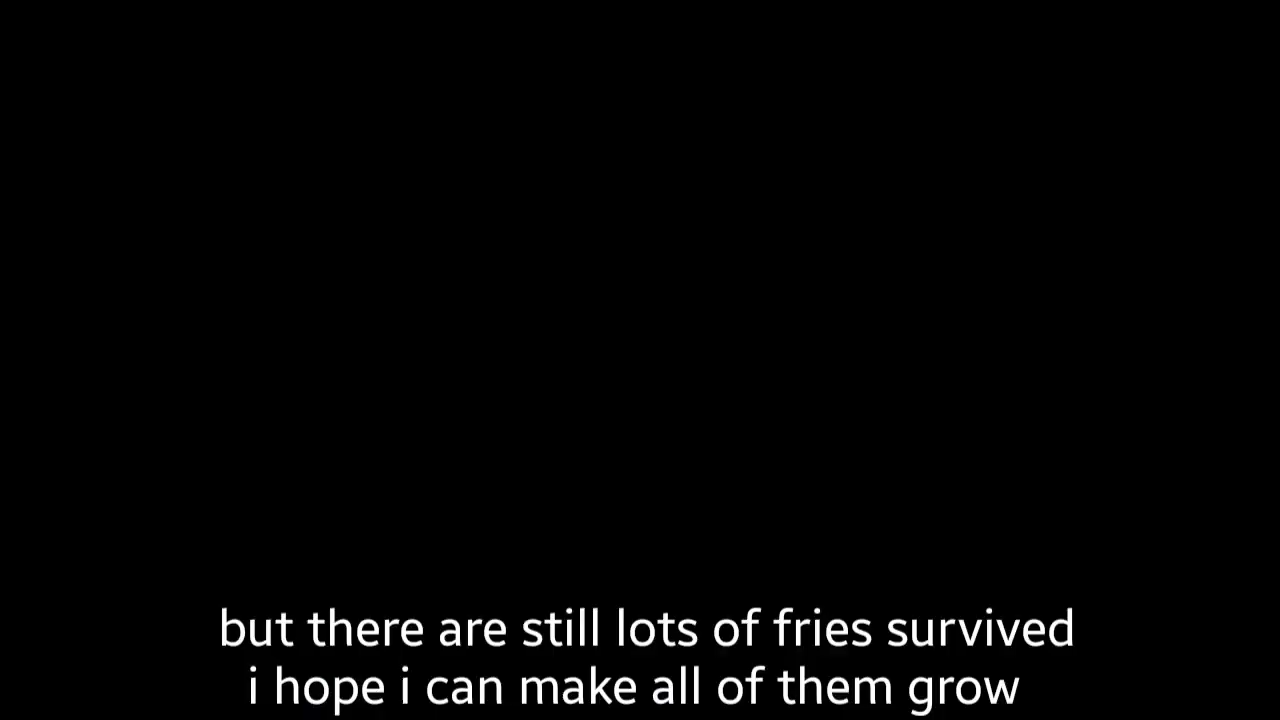 but there are still lots of fries survived
i hope i can make all of them grow